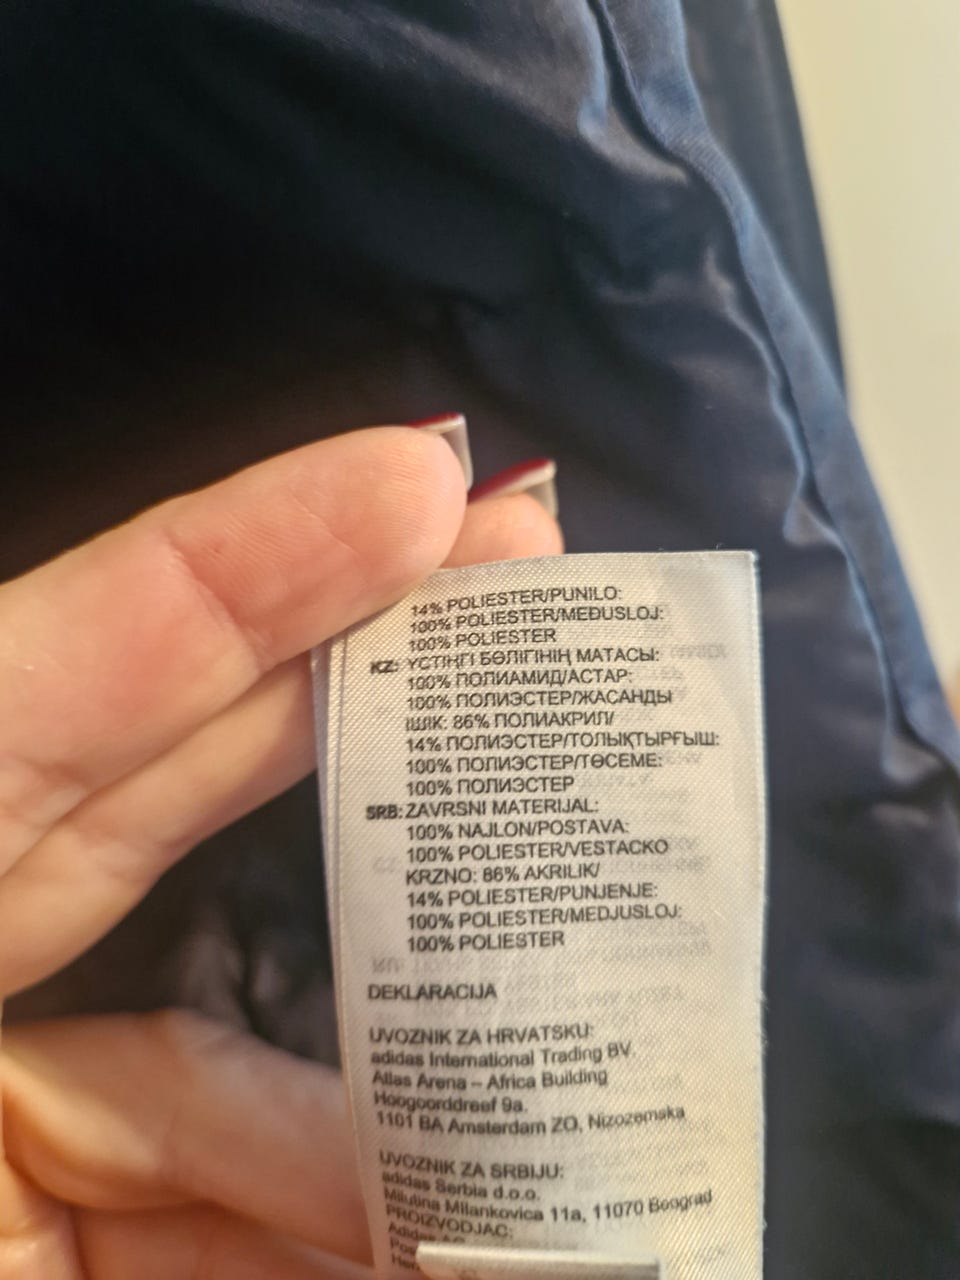 14% POLIESTER/PUNILO:
100% POLIESTER/MEĐUSLOJ:
100% POLIESTER
KZ: ҮСТІҢГІ БӨЛІГІНІҢ МАТАСЫ:
100% ПОЛИАМИД/АСТАР:
100% ПОЛИЭСТЕР/ЖАСАНДЫ
ІШІК: 86% ПОЛИАКРИЛ/
14% ПОЛИЭСТЕР/ТОЛЫҚТЫРҒЫШ:
100% ПОЛИЭСТЕР/ТӨСЕМЕ:
100% ПОЛИЭСТЕР
SRB: ZAVRSNI MATERIJAL:
100% NAJLON/POSTAVA:
100% POLIESTER/VESTACKO
KRZNO: 86% AKRILIK/
14% POLIESTER/PUNJENJE:
100% POLIESTER/MEDJUSLOJ:
100% POLIESTER
DEKLARACIJA
UVOZNIK ZA HRVATSKU:
adidas International Trading BV.
Atlas Arena – Africa Building
Hoogoorddreef 9a.
1101 BA Amsterdam ZO, Nizozemska
UVOZNIK ZA SRBIJU:
adidas Serbia d.o.o.
Milutina Milankovica 11a, 11070 Beograd
PROIZVODJAC:
Adidas AG